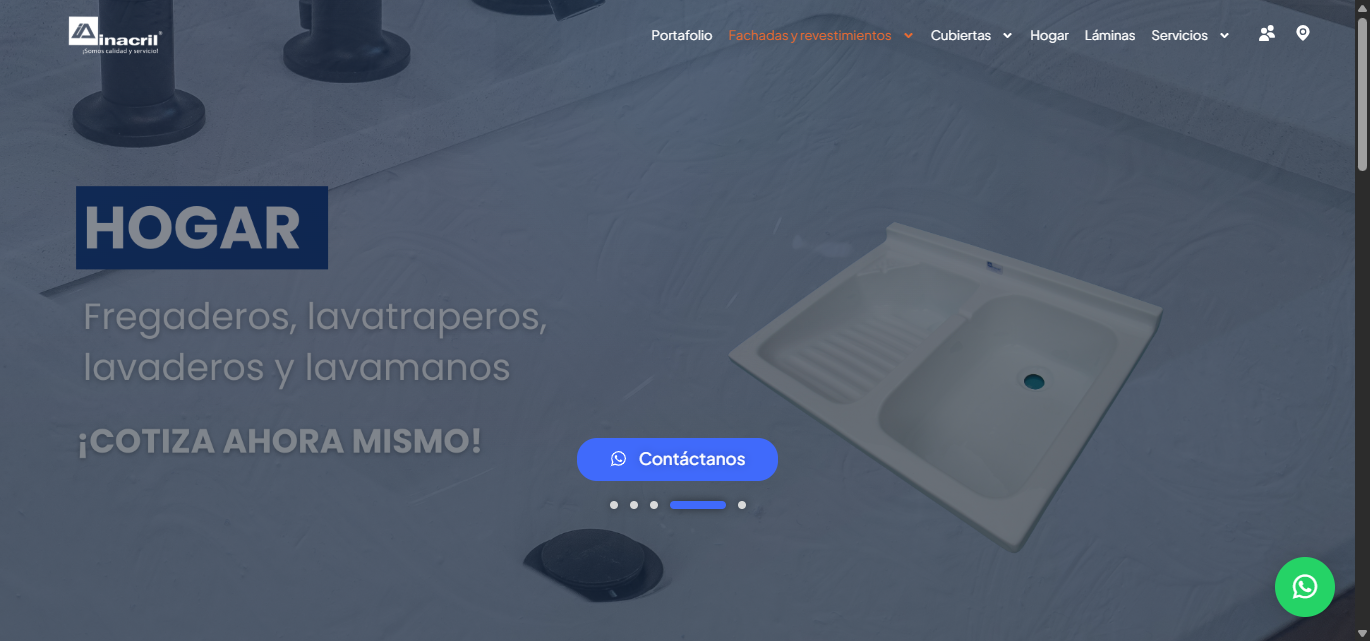 inacril®
¡Somos calidad y servicio!
Portafolio
Fachadas y revestimientos
Cubiertas
Hogar
Láminas
Servicios
HOGAR
Fregaderos, lavatraperos,
lavaderos y lavamanos
¡COTIZA AHORA MISMO!
Contáctanos